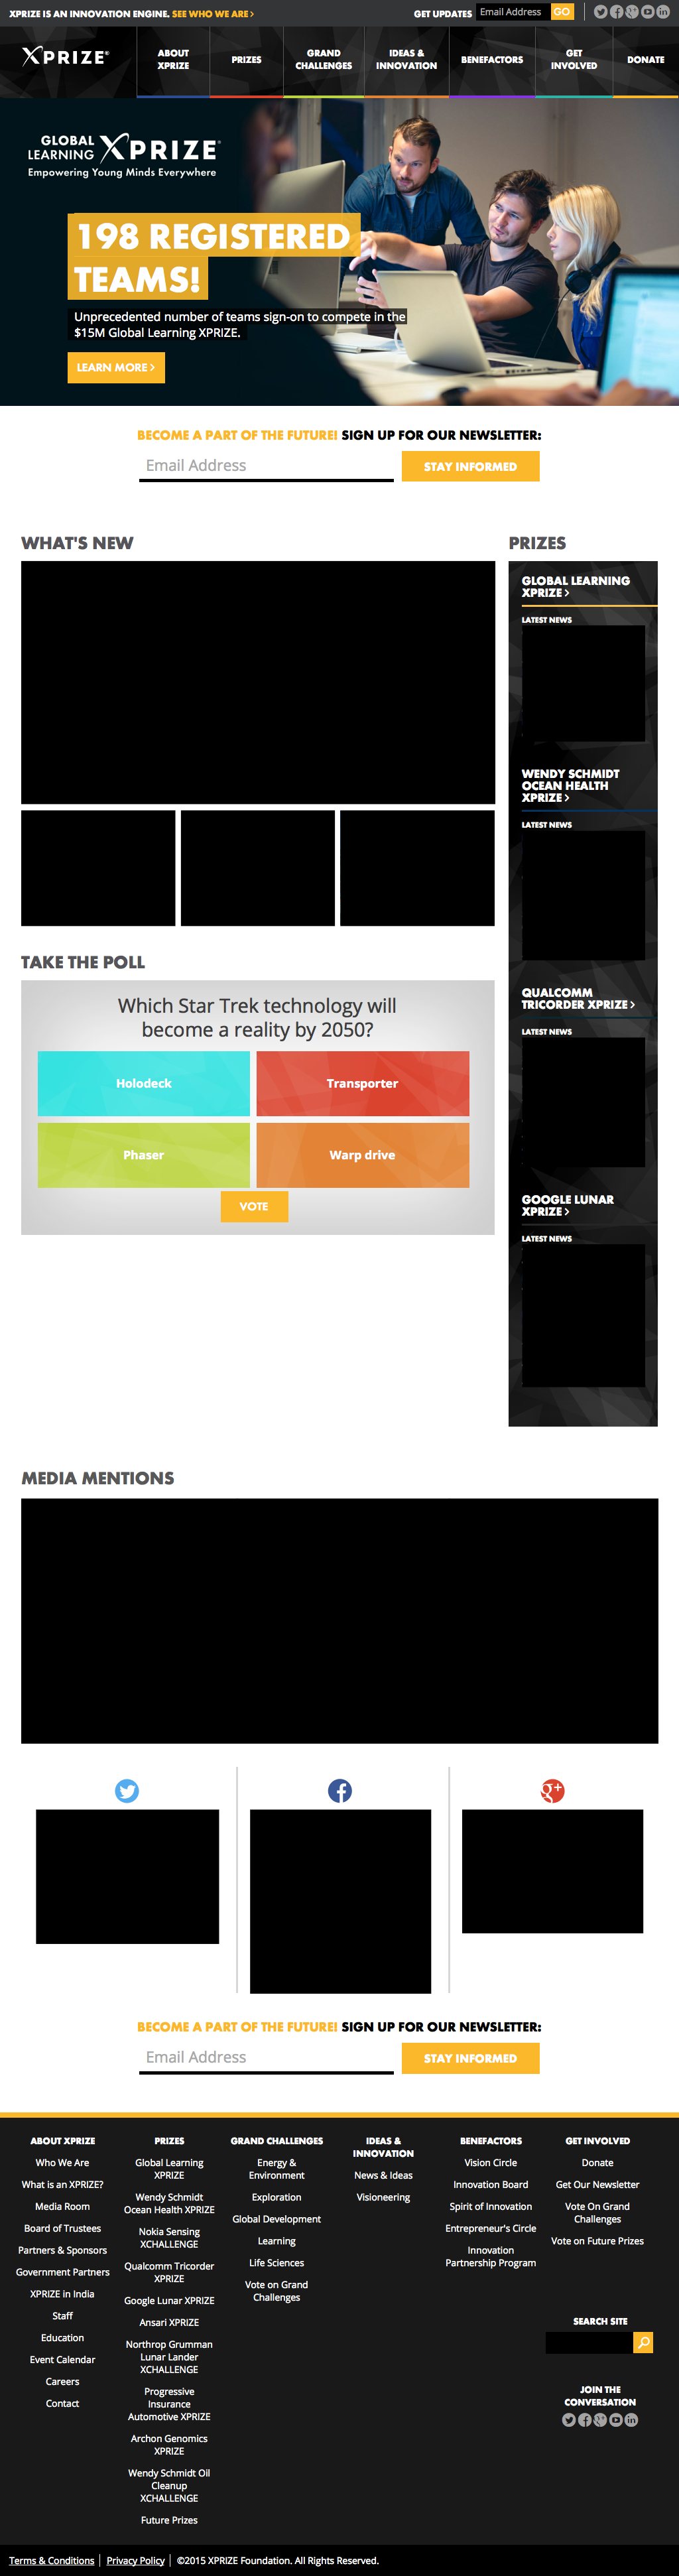 XPRIZE IS AN INNOVATION ENGINE. SEE WHO WE ARE >
GET UPDATES
Email Address
GO
XPRIZE®
ABOUT
XPRIZE
PRIZES
GRAND
CHALLENGES
IDEAS &
INNOVATION
BENEFACTORS
GET
INVOLVED
DONATE
GLOBAL
LEARNING
XPRIZE
Empowering Young Minds Everywhere
198 REGISTERED
TEAMS!
Unprecedented number of teams sign-on to compete in the
$15M Global Learning XPRIZE.
LEARN MORE >
BECOME A PART OF THE FUTURE! SIGN UP FOR OUR NEWSLETTER:
Email Address
STAY INFORMED
WHAT'S NEW
TAKE THE POLL
Which Star Trek technology will
become a reality by 2050?
Holodeck
Transporter
Phaser
Warp drive
VOTE
PRIZES
GLOBAL LEARNING
XPRIZE >
LATEST NEWS
WENDY SCHMIDT
OCEAN HEALTH
XPRIZE >
LATEST NEWS
QUALCOMM
TRICORDER XPRIZE >
LATEST NEWS
GOOGLE LUNAR
XPRIZE >
LATEST NEWS
MEDIA MENTIONS
BECOME A PART OF THE FUTURE! SIGN UP FOR OUR NEWSLETTER:
Email Address
STAY INFORMED
ABOUT XPRIZE
Who We Are
What is an XPRIZE?
Media Room
Board of Trustees
Partners & Sponsors
Government Partners
XPRIZE in India
Staff
Education
Event Calendar
Careers
Contact
PRIZES
Global Learning
XPRIZE
Wendy Schmidt
Ocean Health XPRIZE
Nokia Sensing
XCHALLENGE
Qualcomm Tricorder
XPRIZE
Google Lunar XPRIZE
Ansari XPRIZE
Northrop Grumman
Lunar Lander
XCHALLENGE
Progressive
Insurance
Automotive XPRIZE
Archon Genomics
XPRIZE
Wendy Schmidt Oil
Cleanup
XCHALLENGE
Future Prizes
GRAND CHALLENGES
Energy &
Environment
Exploration
Global Development
Learning
Life Sciences
Vote on Grand
Challenges
IDEAS &
INNOVATION
News & Ideas
Visioneering
BENEFACTORS
Vision Circle
Innovation Board
Spirit of Innovation
Entrepreneur's Circle
Innovation
Partnership Program
GET INVOLVED
Donate
Get Our Newsletter
Vote On Grand
Challenges
Vote on Future Prizes
SEARCH SITE
JOIN THE
CONVERSATION
Terms & Conditions | Privacy Policy | ©2015 XPRIZE Foundation. All Rights Reserved.